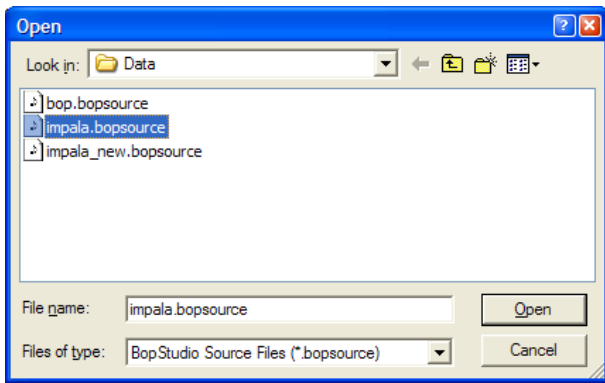 Open
Look in: Data
bop.bopsource
impala.bopsource
impala_new.bopsource
File name: impala.bopsource Open
Files of type: BopStudio Source Files (*.bopsource) Cancel